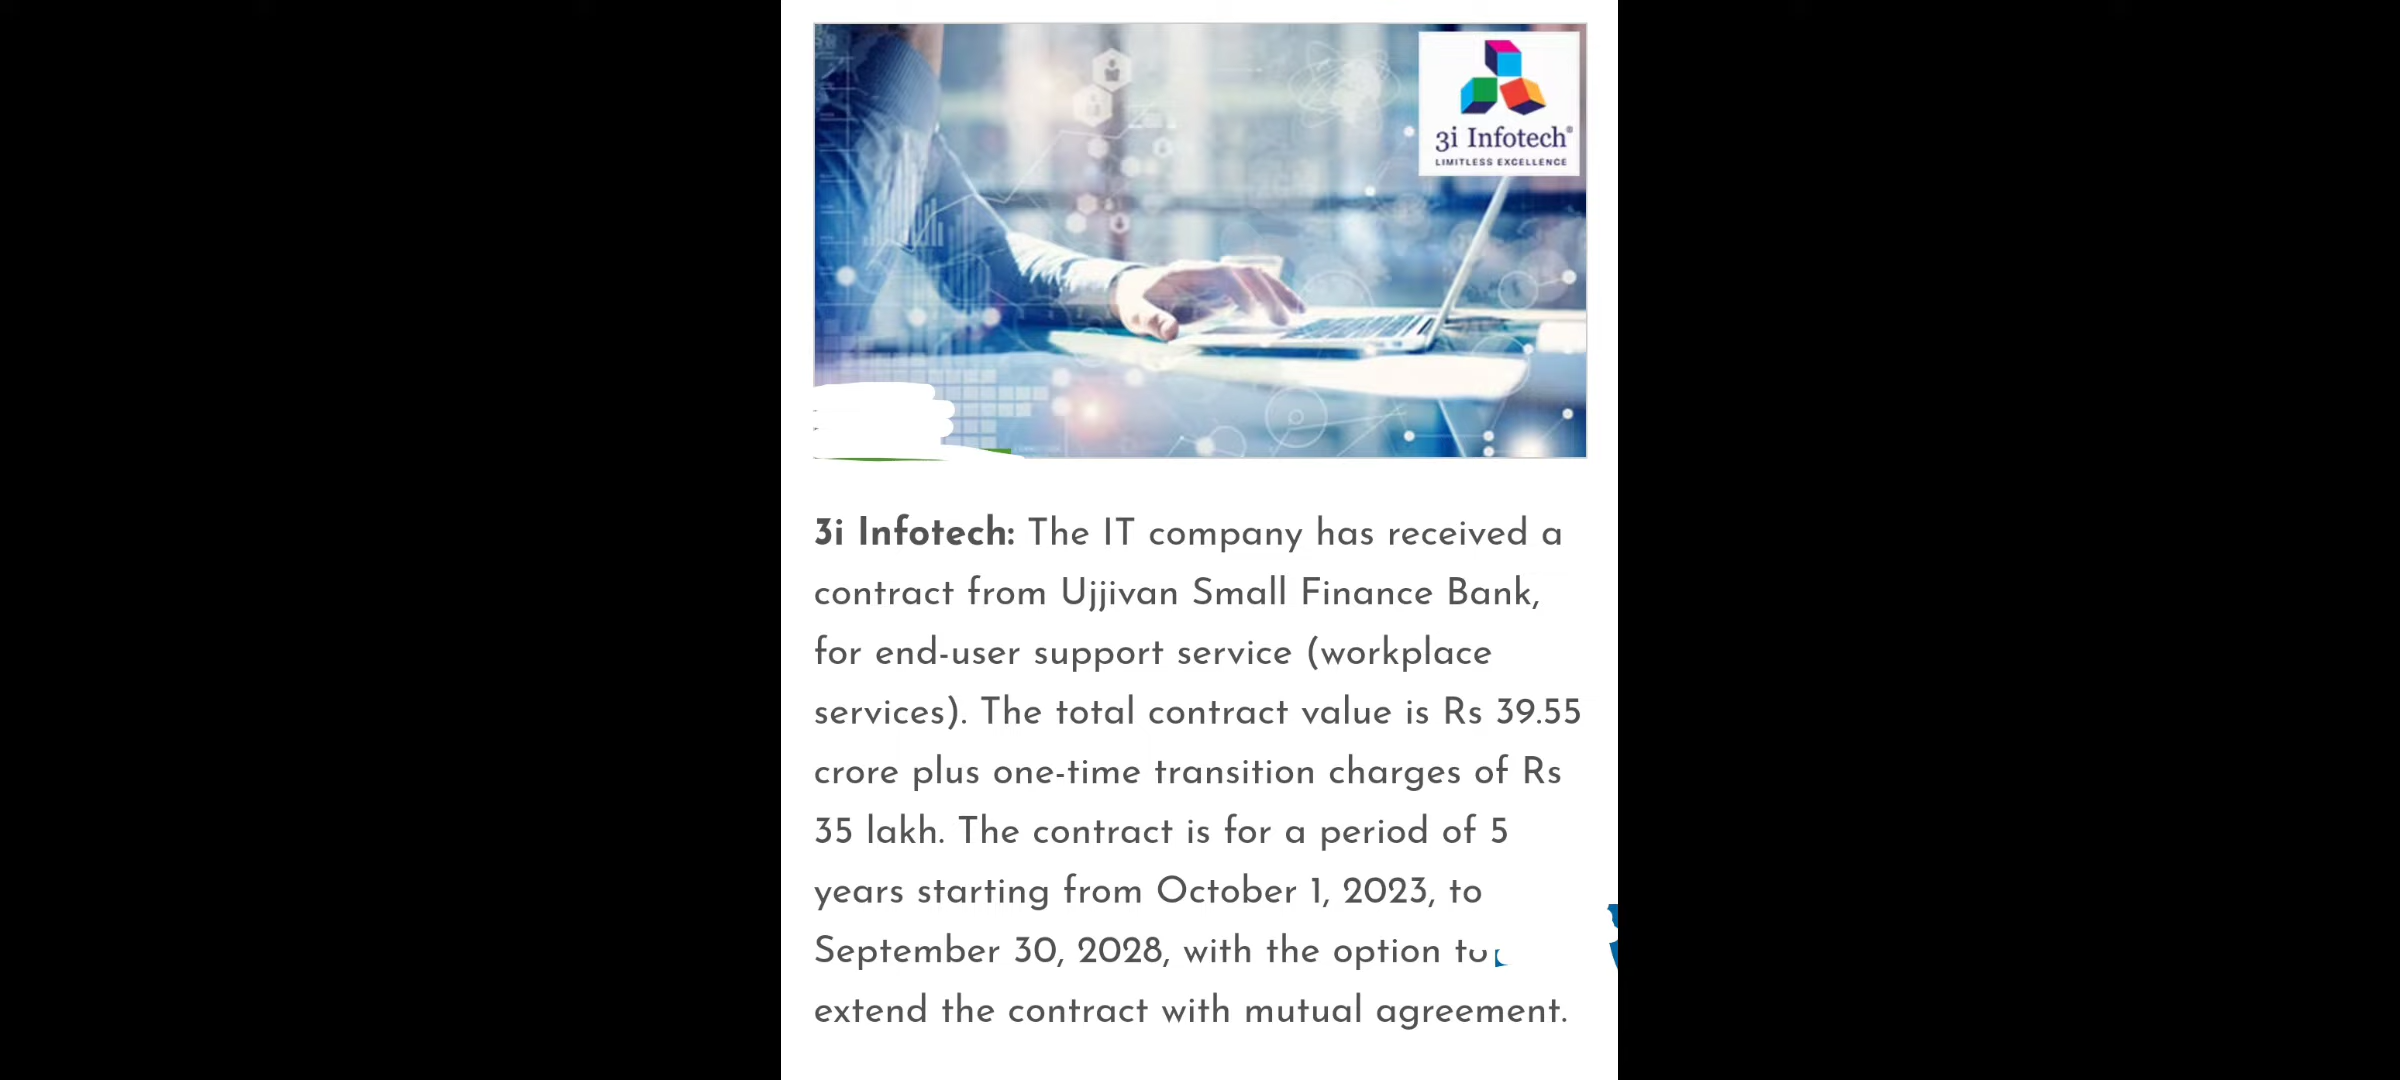 3i Infotech®
LIMITLESS EXCELLENCE
3i Infotech: The IT company has received a
contract from Ujjivan Small Finance Bank,
for end-user support service (workplace
services). The total contract value is Rs 39.55
crore plus one-time transition charges of Rs
35 lakh. The contract is for a period of 5
years starting from October 1, 2023, to
September 30, 2028, with the option to
extend the contract with mutual agreement.